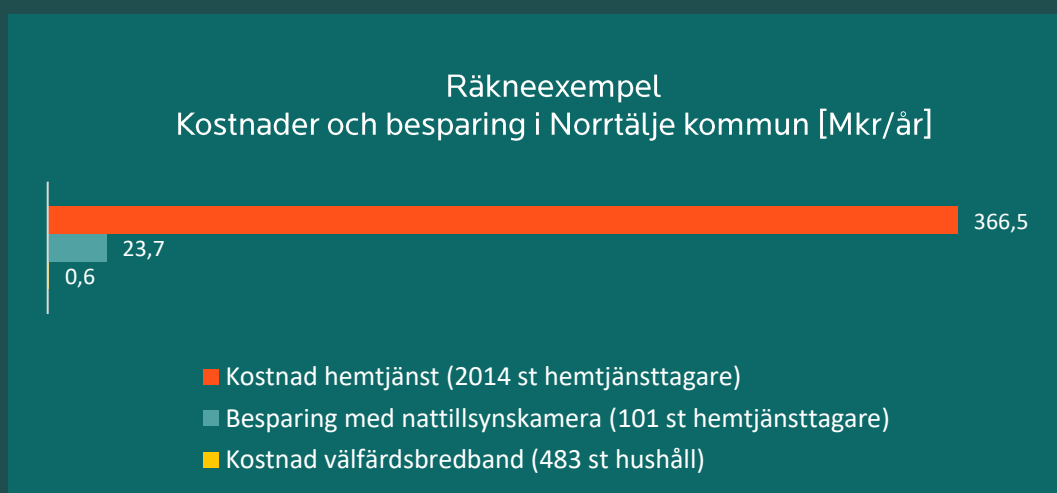 Räkneexempel
Kostnader och besparing i Norrtälje kommun [Mkr/år]
366,5
23,7
0,6
Kostnad hemtjänst (2014 st hemtjänsttagare)
Besparing med nattillsynskamera (101 st hemtjänsttagare)
Kostnad välfärdsbredband (483 st hushåll)